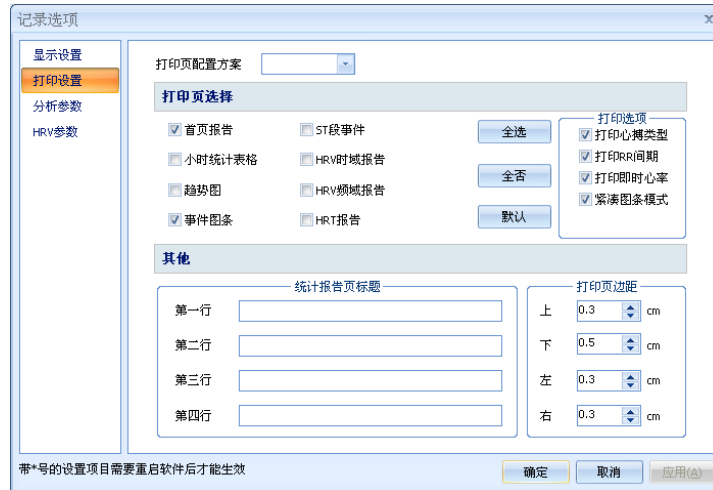 记录选项
显示设置
打印设置
分析参数
HRV参数
打印页配置方案
打印页选择
首页报告 ST段事件 全选
小时统计表格 HRV时域报告
趋势图 HRV频域报告 全否
事件图条 HRT报告 默认
打印选项
打印心搏类型
打印RR间期
打印即时心率
紧凑图条模式
其他
统计报告页标题
第一行
第二行
第三行
第四行
打印页边距
上 0.3 cm
下 0.5 cm
左 0.3 cm
右 0.3 cm
带*号的设置项目需要重启软件后才能生效
确定 取消 应用(A)